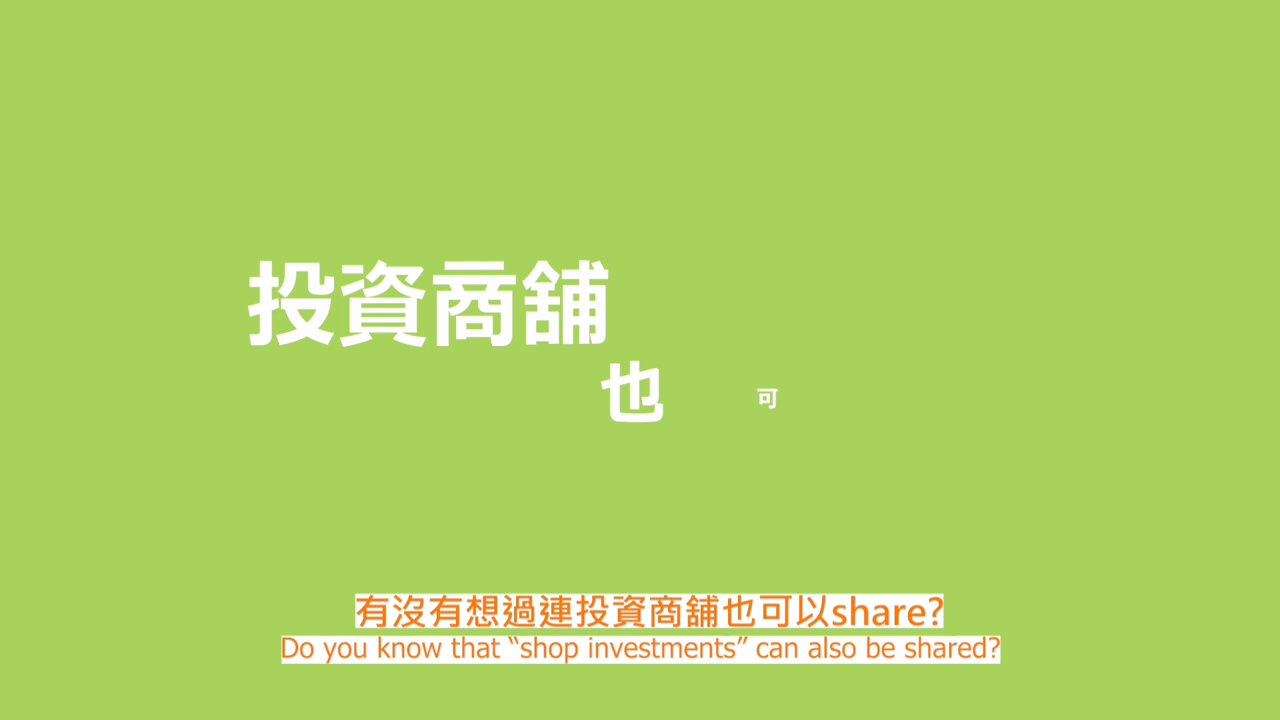 投資商舖
也 可
有沒有想過連投資商舖也可以share?
Do you know that “shop investments” can also be shared?